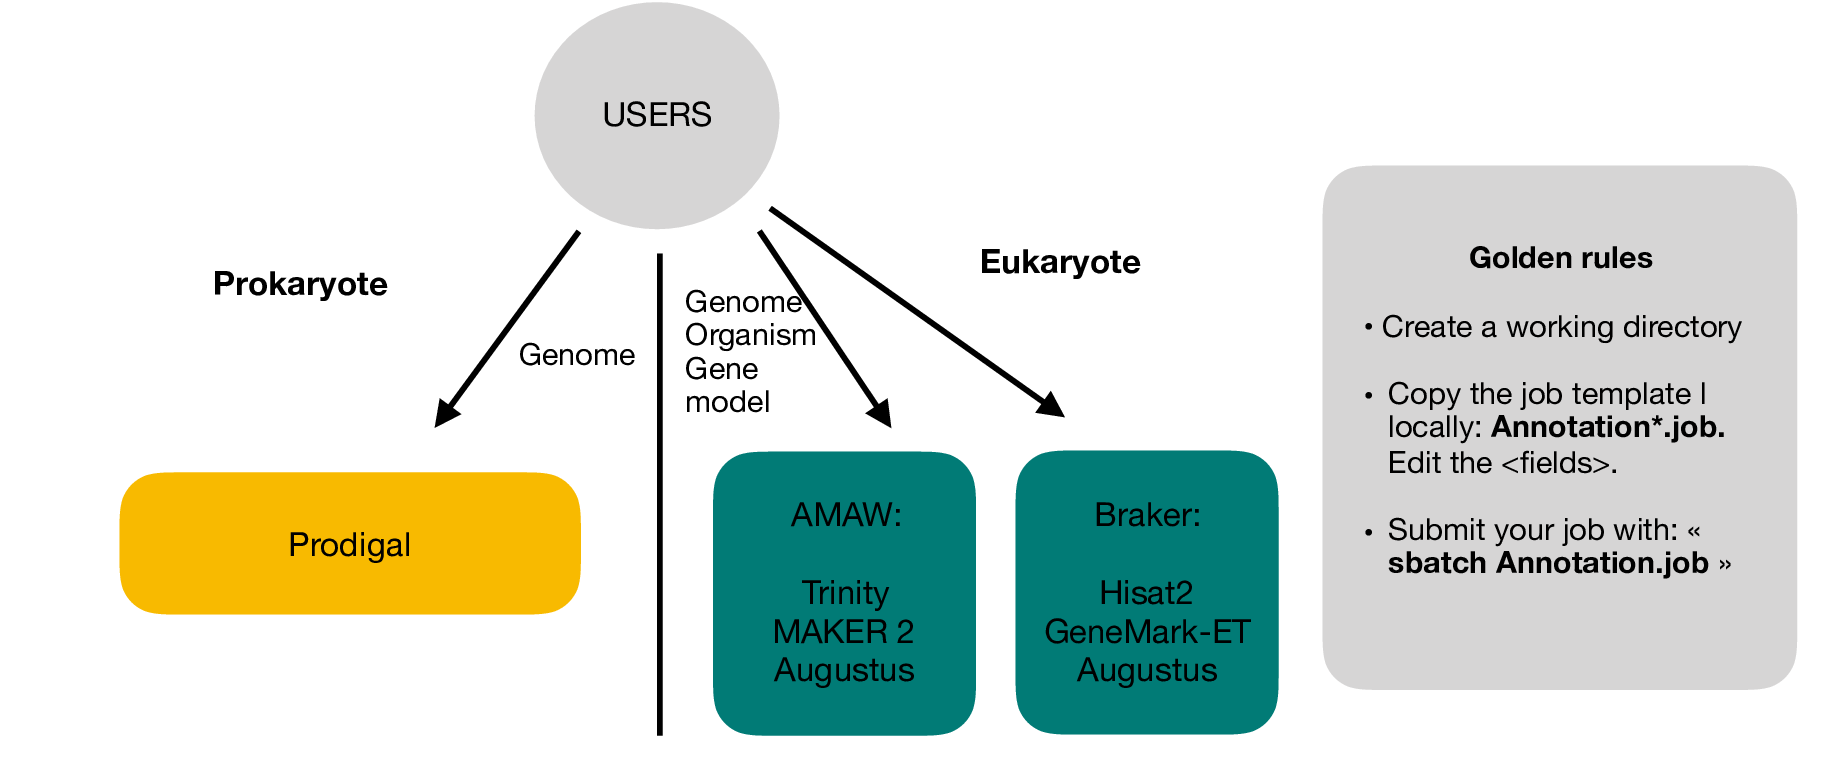 USERS
Prokaryote
Genome
Eukaryote
Genome
Organism
Gene
model
Prodigal
AMAW:
Trinity
MAKER 2
Augustus
Braker:
Hisat2
GeneMark-ET
Augustus
Golden rules
• Create a working directory
• Copy the job template l
locally: Annotation*.job.
Edit the <fields>.
• Submit your job with: «
sbatch Annotation.job »